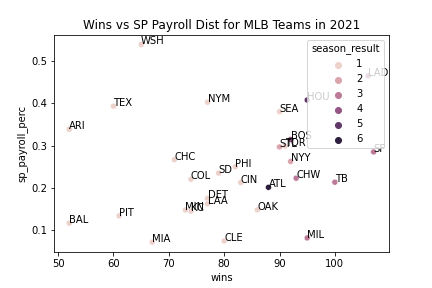 Wins vs SP Payroll Dist for MLB Teams in 2021
season_result
1
2
3
4
5
6
WSH
LAD
NYM
HOU
TEX
SEA
ARI
BOS
TOR
STL
SF
NYY
CHC
PHI
SD
COL
CIN
CHW
TB
ATL
DET
LAA
MIN
KC
OAK
PIT
BAL
MIA
CLE
MIL
0.5
0.4
0.3
0.2
0.1
sp_payroll_perc
50 60 70 80 90 100
wins